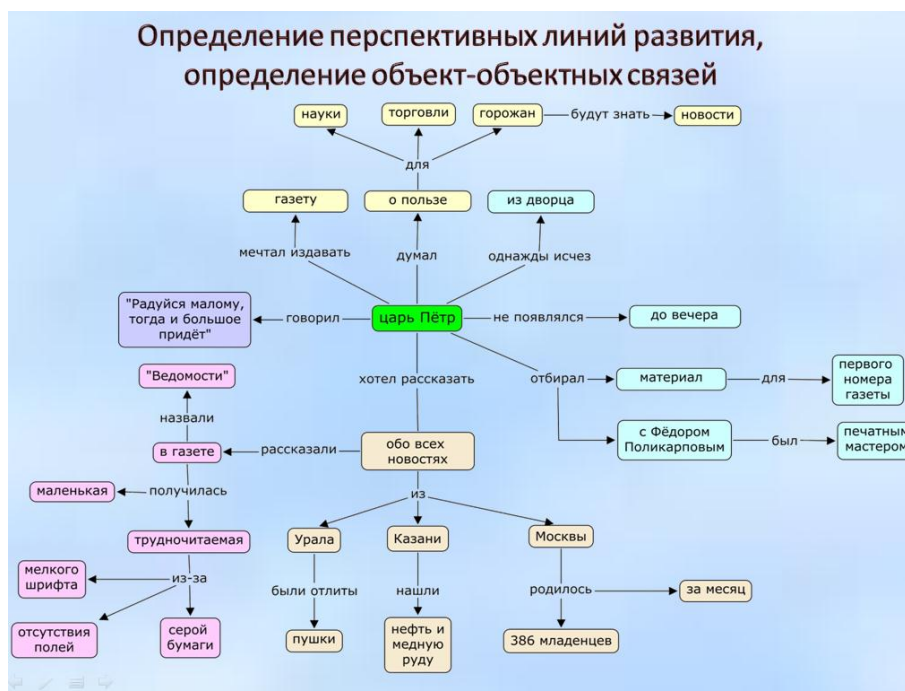 Определение перспективных линий развития,
определение объект-объектных связей
науки
торговли
горожан
будут знать
новости
для
газету
о пользе
из дворца
мечтал издавать
думал
однажды исчез
"Радуйся малому,
тогда и большое
придёт"
говорил
царь Пётр
не появлялся
до вечера
"Ведомости"
хотел рассказать
отбирал
материал
для
первого
номера
газеты
назвали
в газете
рассказали
обо всех
новостях
с Фёдором
Поликарповым
был
печатным
мастером
маленькая
получилась
из
трудночитаемая
Урала
Казани
Москвы
мелкого
шрифта
из-за
были отлиты
нашли
родилось
за месяц
отсутствия
полей
серой
бумаги
пушки
нефть и
медную
руду
386 младенцев